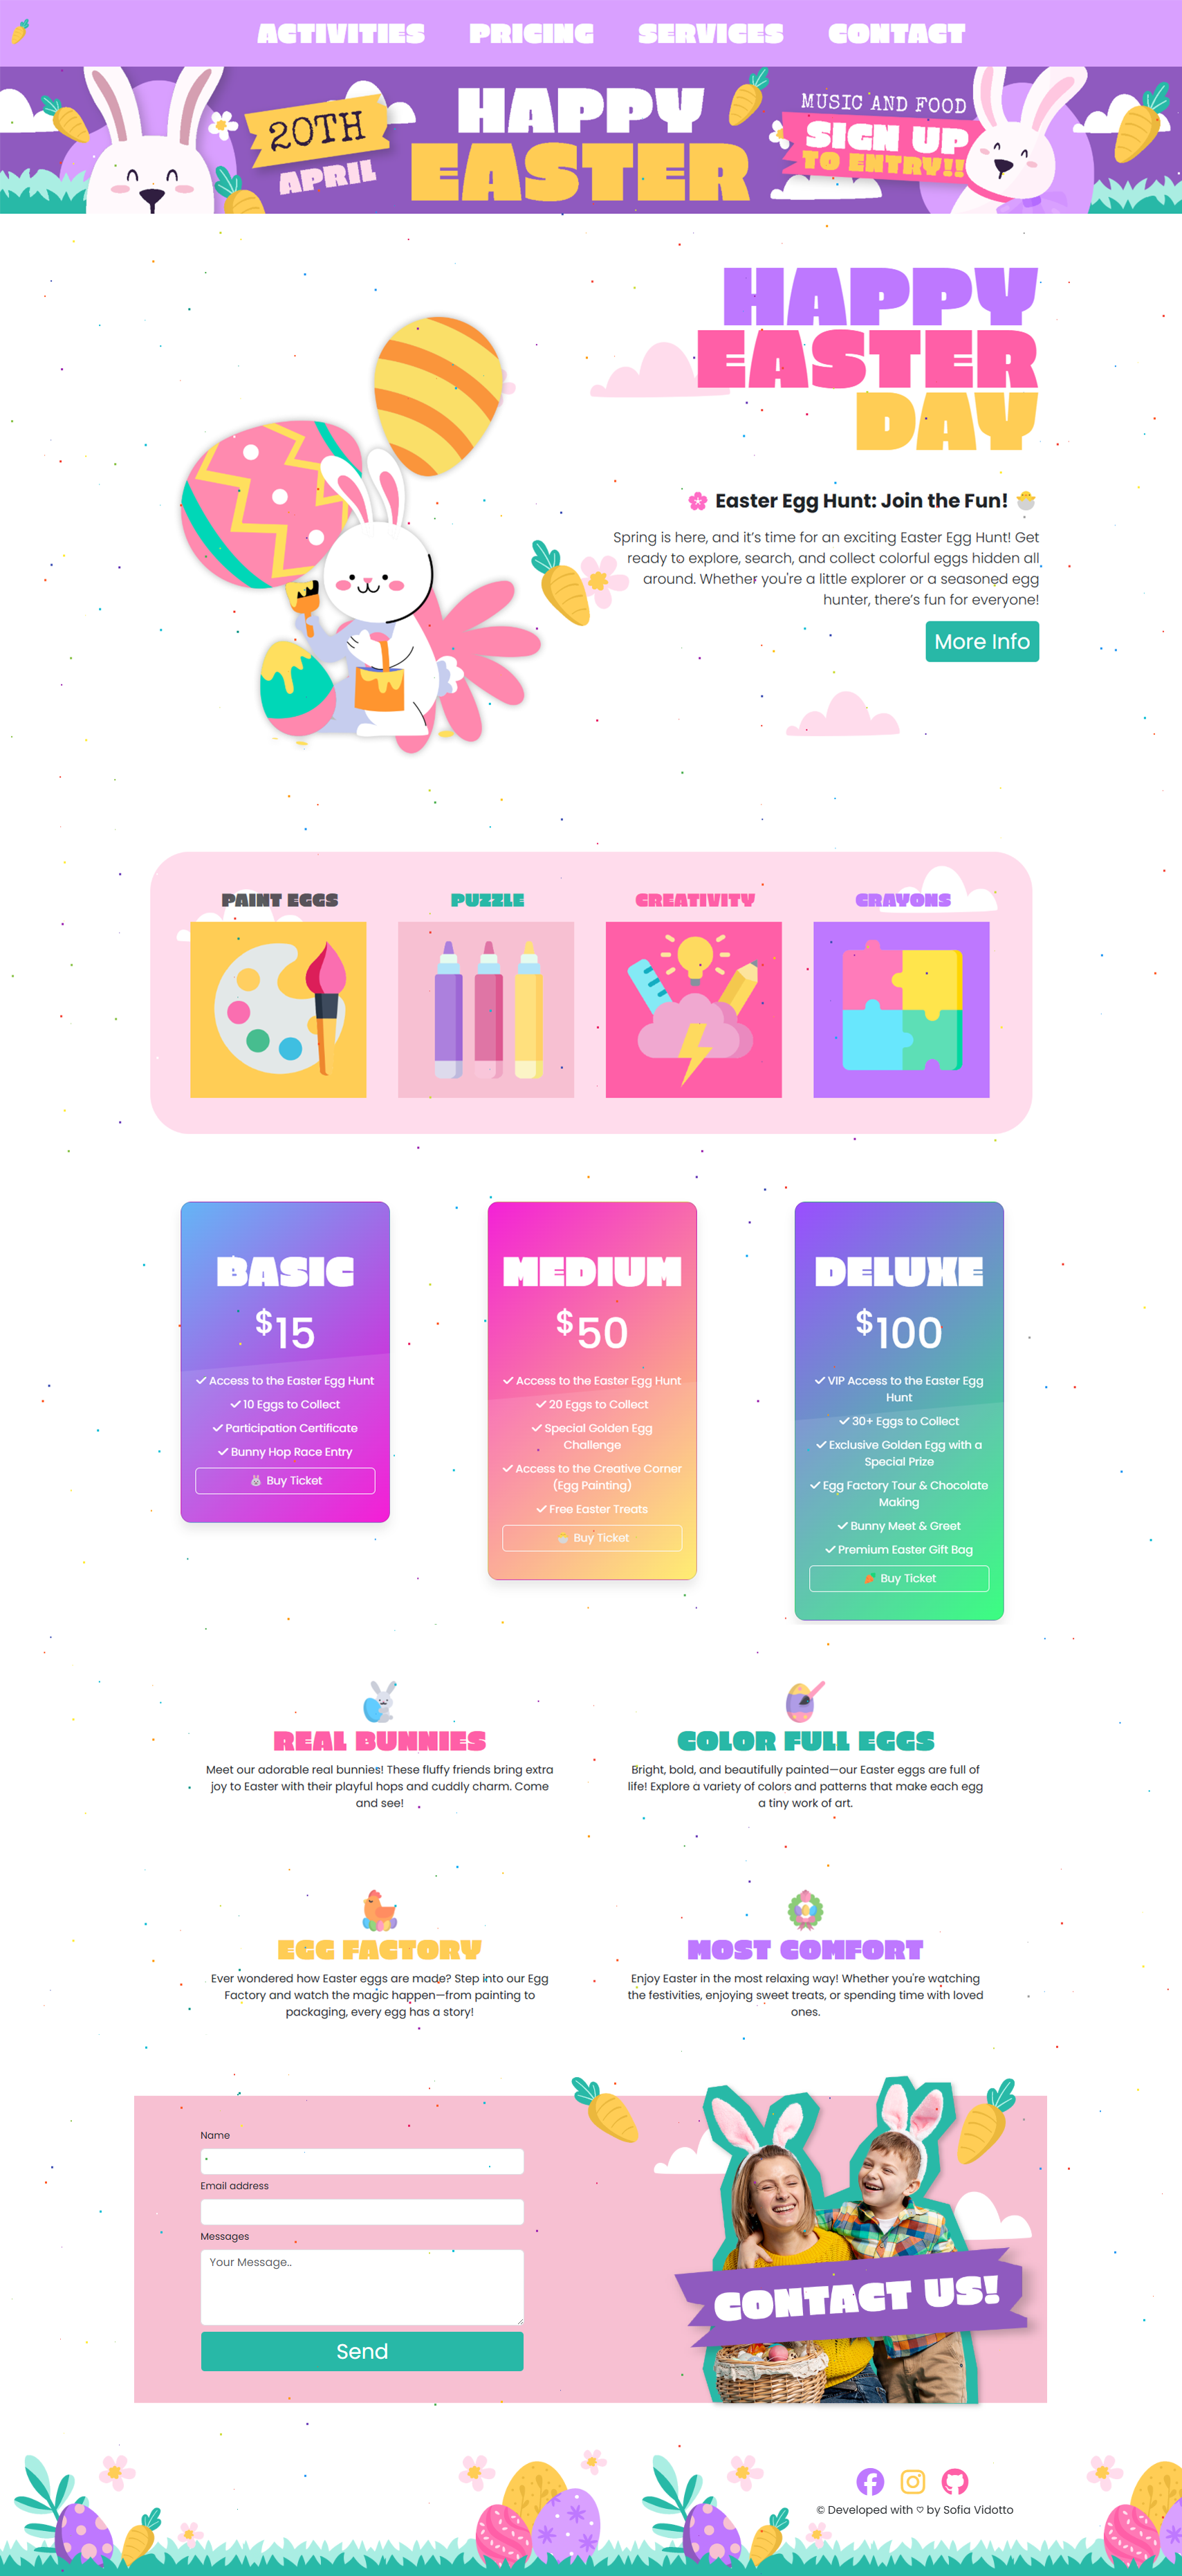 ACTIVITIES PRICING SERVICES CONTACT
20TH
APRIL
HAPPY
EASTER
MUSIC AND FOOD
SIGN UP
TO ENTRY!!
HAPPY
EASTER
DAY
🌸 Easter Egg Hunt: Join the Fun! 🐣
Spring is here, and it’s time for an exciting Easter Egg Hunt! Get
ready to explore, search, and collect colorful eggs hidden all
around. Whether you're a little explorer or a seasoned egg
hunter, there’s fun for everyone!
More Info
PAINT EGGS
PUZZLE
CREATIVITY
CRAYONS
BASIC
$15
✓ Access to the Easter Egg Hunt
✓ 10 Eggs to Collect
✓ Participation Certificate
✓ Bunny Hop Race Entry
🐰 Buy Ticket
MEDIUM
$50
✓ Access to the Easter Egg Hunt
✓ 20 Eggs to Collect
✓ Special Golden Egg
Challenge
✓ Access to the Creative Corner
(Egg Painting)
✓ Free Easter Treats
🐣 Buy Ticket
DELUXE
$100
✓ VIP Access to the Easter Egg
Hunt
✓ 30+ Eggs to Collect
✓ Exclusive Golden Egg with a
Special Prize
✓ Egg Factory Tour & Chocolate
Making
✓ Bunny Meet & Greet
✓ Premium Easter Gift Bag
🥕 Buy Ticket
REAL BUNNIES
Meet our adorable real bunnies! These fluffy friends bring extra
joy to Easter with their playful hops and cuddly charm. Come
and see!
COLOR FULL EGGS
Bright, bold, and beautifully painted—our Easter eggs are full of
life! Explore a variety of colors and patterns that make each egg
a tiny work of art.
EGG FACTORY
Ever wondered how Easter eggs are made? Step into our Egg
Factory and watch the magic happen—from painting to
packaging, every egg has a story!
MOST COMFORT
Enjoy Easter in the most relaxing way! Whether you're watching
the festivities, enjoying sweet treats, or spending time with loved
ones.
Name
Email address
Messages
Your Message..
Send
CONTACT US!
© Developed with ♡ by Sofia Vidotto